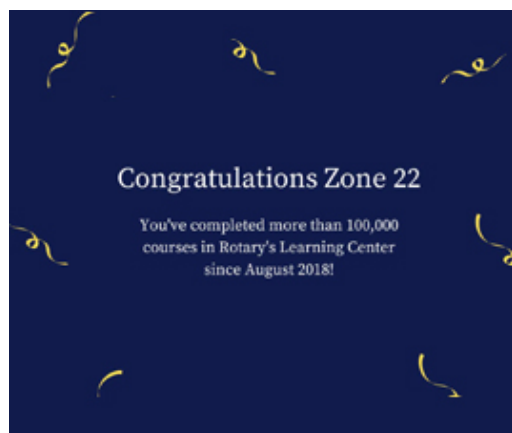 Congratulations Zone 22
You've completed more than 100,000
courses in Rotary's Learning Center
since August 2018!